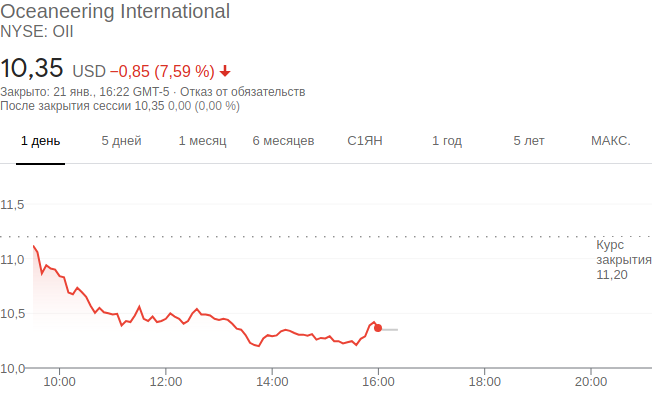 Oceaneering International
NYSE: OII
10,35 USD −0,85 (7,59 %)
Закрыто: 21 янв., 16:22 GMT-5 · Отказ от обязательств
После закрытия сессии 10,35 0,00 (0,00 %)
1 день 5 дней 1 месяц 6 месяцев С1ЯН 1 год 5 лет МАКС.
11,5
Курс
закрытия
11,20
11,0
10,5
10,0
10:00 12:00 14:00 16:00 18:00 20:00